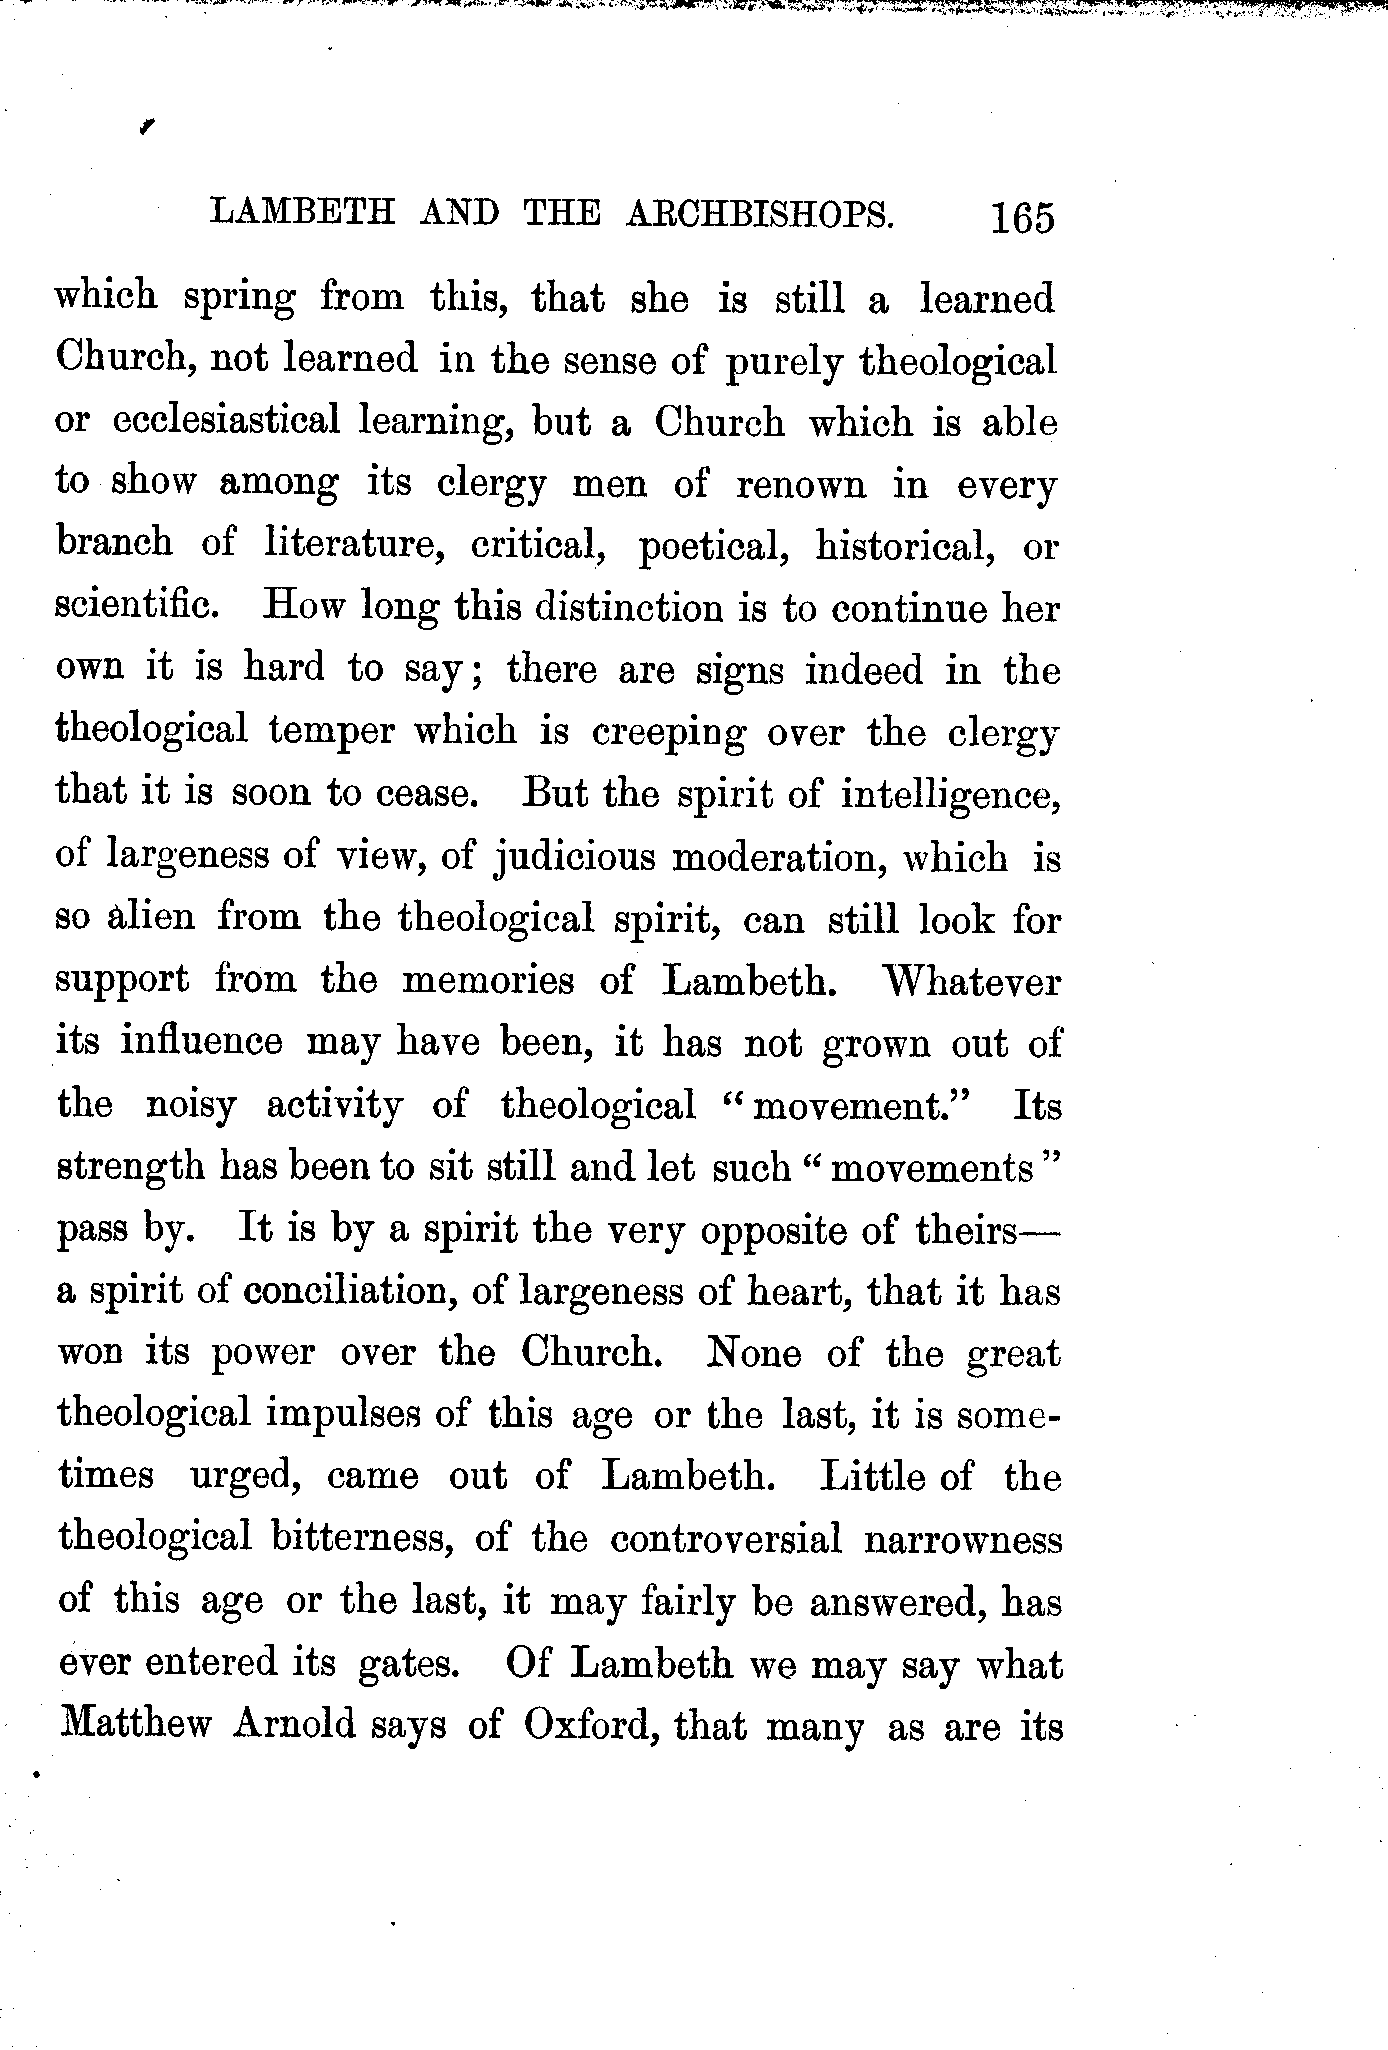 LAMBETH AND THE ARCHBISHOPS. 165
which spring from this, that she is still a learned
Church, not learned in the sense of purely theological
or ecclesiastical learning, but a Church which is able
to show among its clergy men of renown in every
branch of literature, critical, poetical, historical, or
scientific. How long this distinction is to continue her
own it is hard to say; there are signs indeed in the
theological temper which is creeping over the clergy
that it is soon to cease. But the spirit of intelligence,
of largeness of view, of judicious moderation, which is
so alien from the theological spirit, can still look for
support from the memories of Lambeth. Whatever
its influence may have been, it has not grown out of
the noisy activity of theological “movement.” Its
strength has been to sit still and let such “movements”
pass by. It is by a spirit the very opposite of theirs—
a spirit of conciliation, of largeness of heart, that it has
won its power over the Church. None of the great
theological impulses of this age or the last, it is some-
times urged, came out of Lambeth. Little of the
theological bitterness, of the controversial narrowness
of this age or the last, it may fairly be answered, has
ever entered its gates. Of Lambeth we may say what
Matthew Arnold says of Oxford, that many as are its